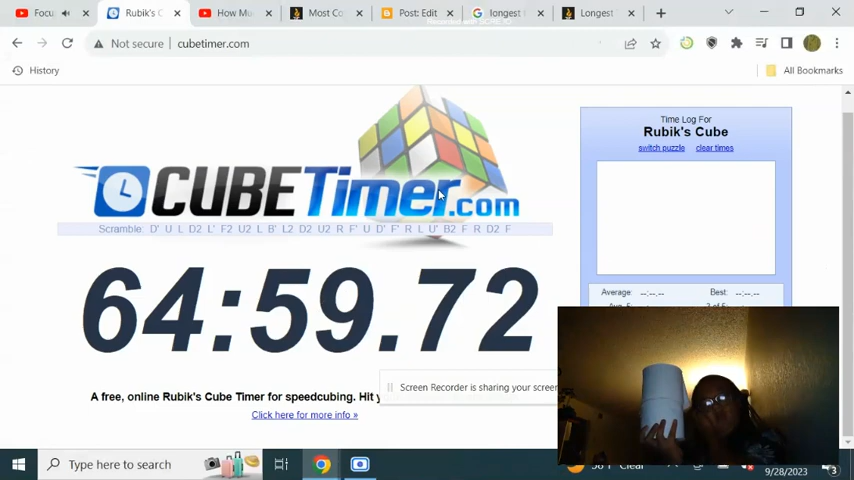 Focu
Rubik's C
How Mu
Most Co
Post: Edit
longest t
Longest
Not secure | cubetimer.com
History
All Bookmarks
CUBETimer.com
Scramble: D' U L D2 L' F2 U2 L B' L2 D2 U2 R F' U D' F' R L U' B2 F R D2 F
64:59.72
A free, online Rubik's Cube Timer for speedcubing. Hit
Click here for more info »
Time Log For
Rubik's Cube
switch puzzle
clear times
Average: --:--.--
Best: --:--.--
Screen Recorder is sharing your screen
Type here to search
Clear
9/28/2023
3